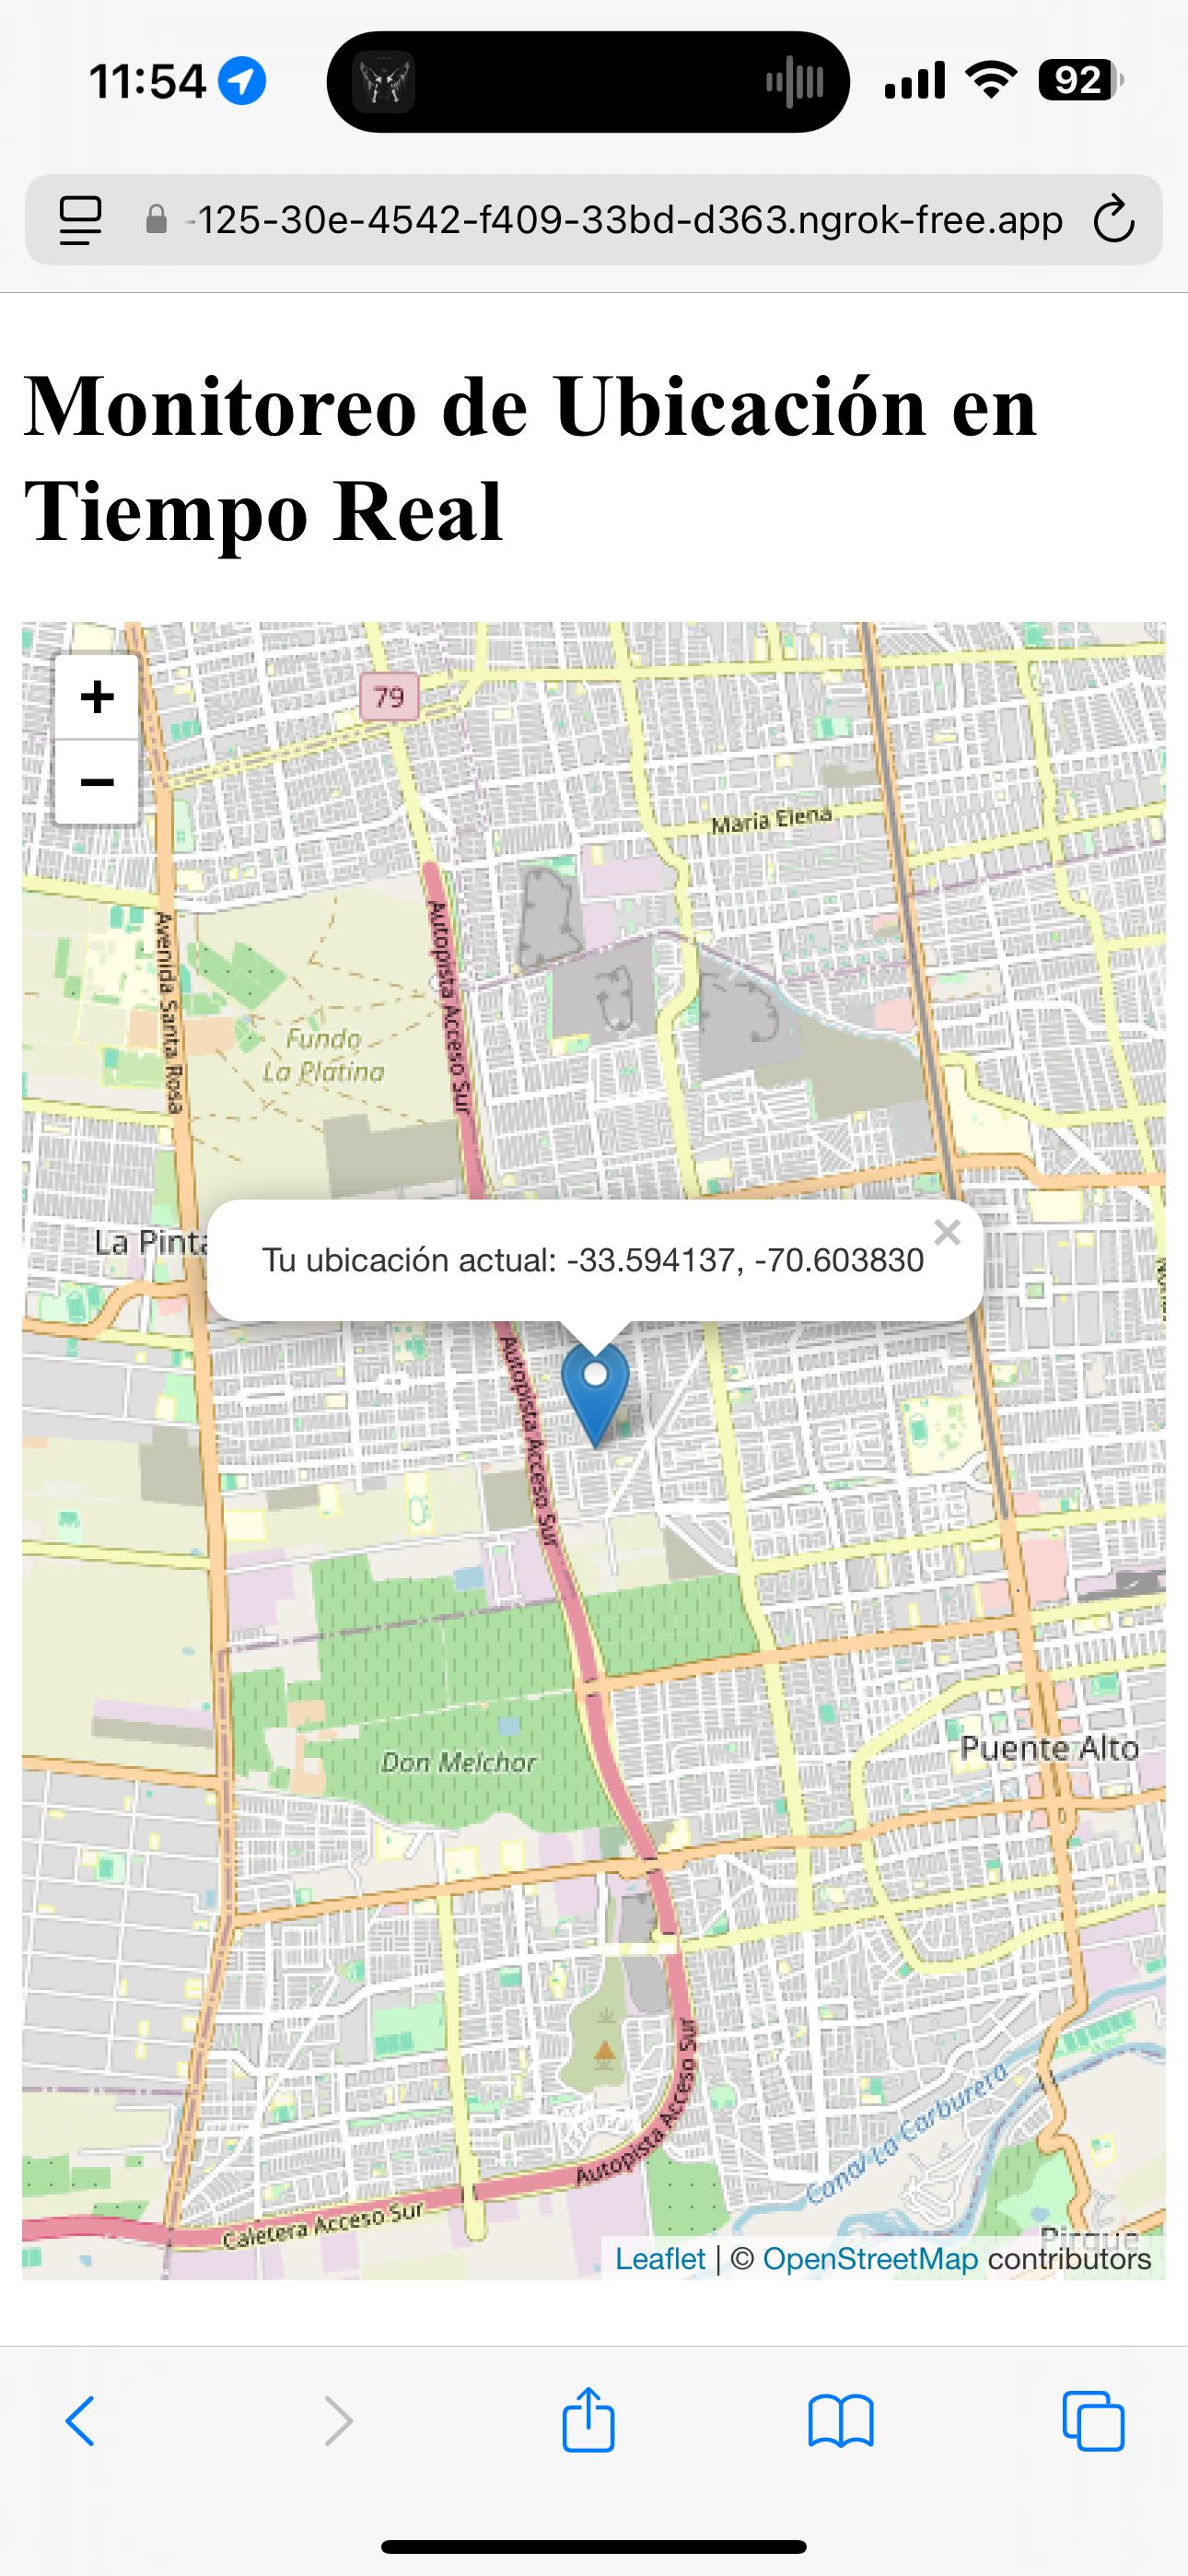 11:54
92
-125-30e-4542-f409-33bd-d363.ngrok-free.app
Monitoreo de Ubicación en
Tiempo Real
+
−
79
Maria Elena
Autopista Acceso Sur
Avenida Santa Rosa
Fundo
La Platina
La Pinta
Tu ubicación actual: -33.594137, -70.603830
×
Autopista Acceso Sur
Puente Alto
Don Melchor
Autopista Acceso Sur
Canal Lo Carburero
Caletera Acceso Sur
Pirque
Leaflet | © OpenStreetMap contributors